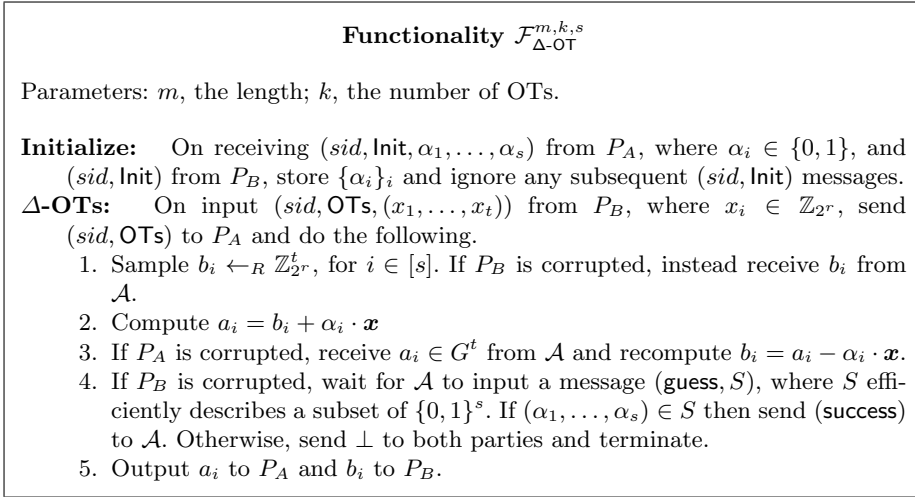 Functionality $\mathcal{F}_{\Delta\text{-OT}}^{m,k,s}$
Parameters: $m$, the length; $k$, the number of OTs.
Initialize: On receiving $(sid, \mathsf{Init}, \alpha_1, \ldots, \alpha_s)$ from $P_A$, where $\alpha_i \in \{0,1\}$, and
$(sid, \mathsf{Init})$ from $P_B$, store $\{\alpha_i\}_i$ and ignore any subsequent $(sid, \mathsf{Init})$ messages.
$\Delta$-OTs: On input $(sid, \mathsf{OTs}, (x_1, \ldots, x_t))$ from $P_B$, where $x_i \in \mathbb{Z}_{2^r}$, send
$(sid, \mathsf{OTs})$ to $P_A$ and do the following.
1. Sample $b_i \leftarrow_R \mathbb{Z}_{2^r}^t$, for $i \in [s]$. If $P_B$ is corrupted, instead receive $b_i$ from
$\mathcal{A}$.
2. Compute $a_i = b_i + \alpha_i \cdot \boldsymbol{x}$
3. If $P_A$ is corrupted, receive $a_i \in G^t$ from $\mathcal{A}$ and recompute $b_i = a_i - \alpha_i \cdot \boldsymbol{x}$.
4. If $P_B$ is corrupted, wait for $\mathcal{A}$ to input a message $(\mathsf{guess}, S)$, where $S$ effi-
ciently describes a subset of $\{0,1\}^s$. If $(\alpha_1, \ldots, \alpha_s) \in S$ then send $(\mathsf{success})$
to $\mathcal{A}$. Otherwise, send $\bot$ to both parties and terminate.
5. Output $a_i$ to $P_A$ and $b_i$ to $P_B$.